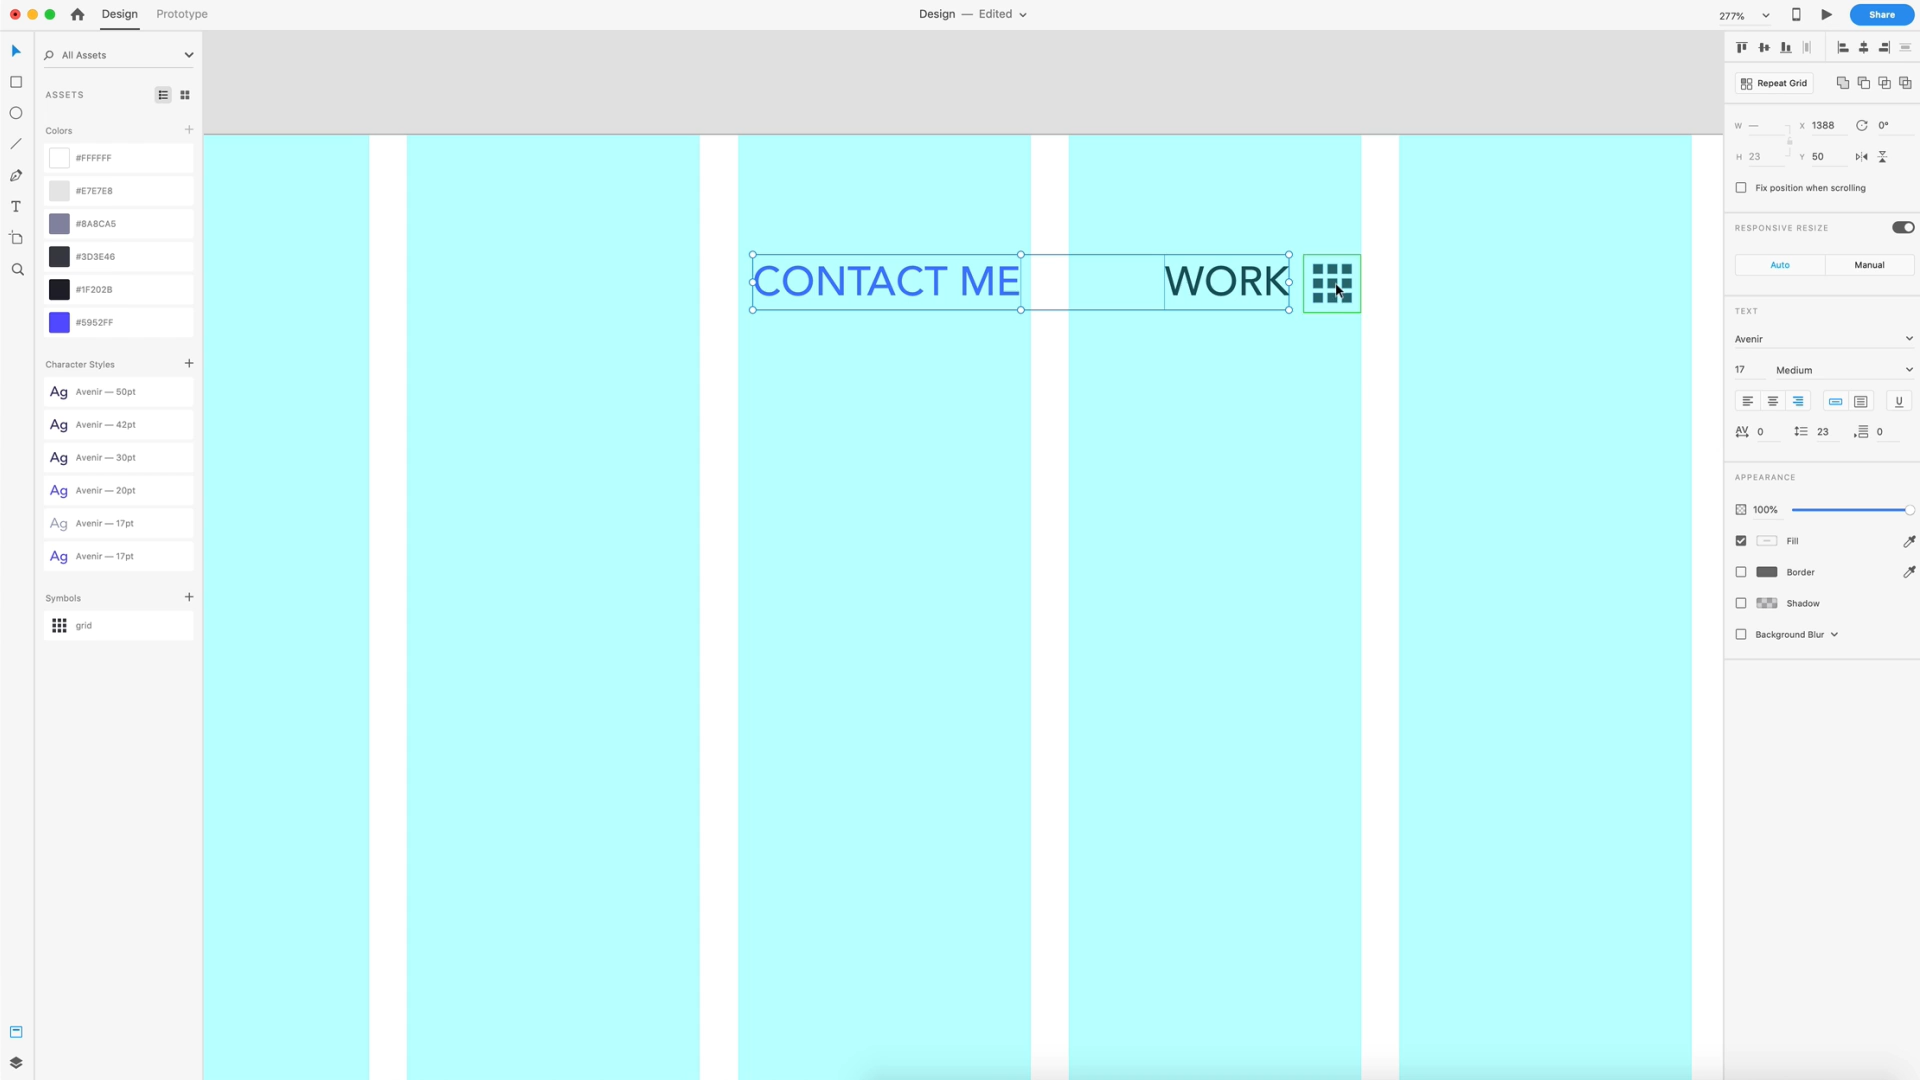 Design
Prototype
Design — Edited
277%
Share
All Assets
ASSETS
Colors
#FFFFFF
#E7E7E8
#8A8CA5
#3D3E46
#1F202B
#5952FF
Character Styles
Ag Avenir — 50pt
Ag Avenir — 42pt
Ag Avenir — 30pt
Ag Avenir — 20pt
Ag Avenir — 17pt
Ag Avenir — 17pt
Symbols
grid
CONTACT ME WORK
Repeat Grid
W — X 1388 0°
H 23 Y 50
Fix position when scrolling
RESPONSIVE RESIZE
Auto Manual
TEXT
Avenir
17 Medium
U
AV 0 23 0
APPEARANCE
100%
Fill
Border
Shadow
Background Blur